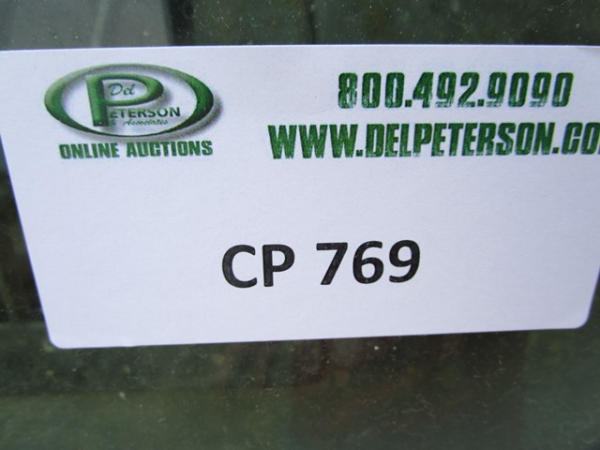 Del
PETERSON
& Associates
ONLINE AUCTIONS
800.492.9090
WWW.DELPETERSON.CO
CP 769